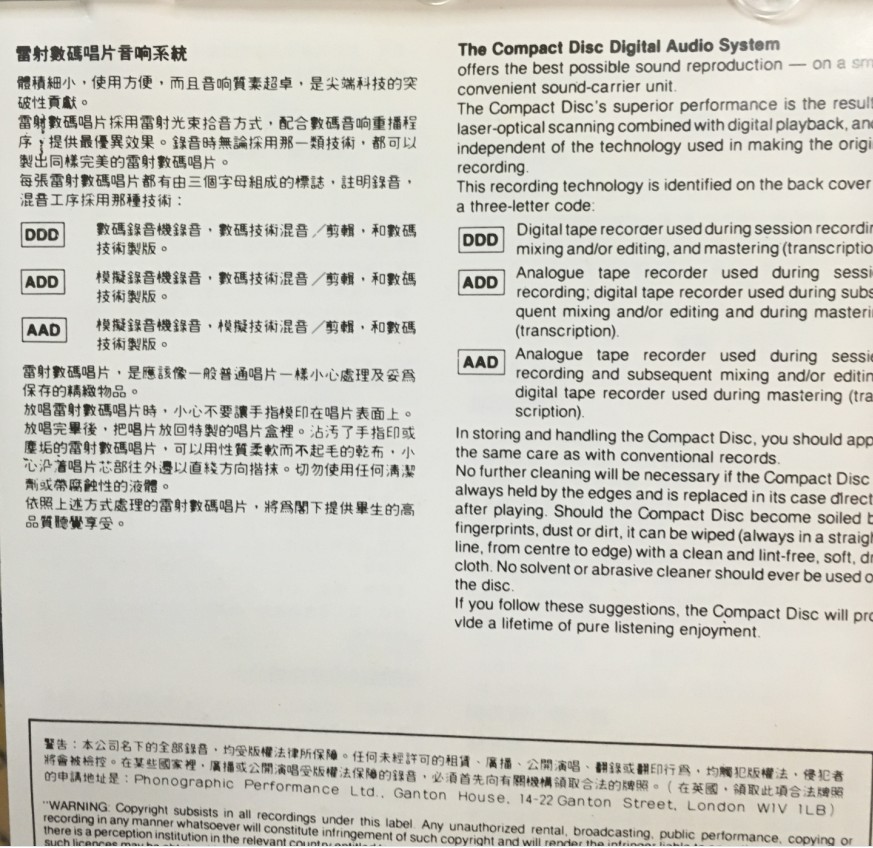 雷射數碼唱片音响系統
體積細小，使用方便，而且音响質素超卓，是尖端科技的突
破性貢獻。
雷射數碼唱片採用雷射光束拾音方式，配合數碼音响重播程
序，提供最優異效果。錄音時無論採用那一類技術，都可以
製出同樣完美的雷射數碼唱片。
每張雷射數碼唱片都有由三個字母組成的標誌，註明錄音，
混音工序採用那種技術：
DDD 數碼錄音機錄音，數碼技術混音／剪輯，和數碼
技術製版。
ADD 模擬錄音機錄音，數碼技術混音／剪輯，和數碼
技術製版。
AAD 模擬錄音機錄音，模擬技術混音／剪輯，和數碼
技術製版。
雷射數碼唱片，是應該像一般普通唱片一樣小心處理及妥爲
保存的精緻物品。
放唱雷射數碼唱片時，小心不要讓手指模印在唱片表面上。
放唱完畢後，把唱片放回特製的唱片盒裡。沾汚了手指印或
塵垢的雷射數碼唱片，可以用性質柔軟而不起毛的乾布，小
心沿着唱片芯部往外邊以直綫方向揩抹。切勿使用任何清潔
劑或帶腐蝕性的液體。
依照上述方式處理的雷射數碼唱片，將爲閣下提供畢生的高
品質聽覺享受。
The Compact Disc Digital Audio System
offers the best possible sound reproduction — on a sm
convenient sound-carrier unit.
The Compact Disc's superior performance is the result
laser-optical scanning combined with digital playback, and
independent of the technology used in making the origi
recording.
This recording technology is identified on the back cover
a three-letter code:
DDD Digital tape recorder used during session recordin
mixing and/or editing, and mastering (transcriptio
ADD Analogue tape recorder used during sessi
recording; digital tape recorder used during subs
quent mixing and/or editing and during masteri
(transcription).
AAD Analogue tape recorder used during sessio
recording and subsequent mixing and/or editin
digital tape recorder used during mastering (tra
scription).
In storing and handling the Compact Disc, you should app
the same care as with conventional records.
No further cleaning will be necessary if the Compact Disc
always held by the edges and is replaced in its case direct
after playing. Should the Compact Disc become soiled b
fingerprints, dust or dirt, it can be wiped (always in a straigh
line, from centre to edge) with a clean and lint-free, soft, dr
cloth. No solvent or abrasive cleaner should ever be used o
the disc.
If you follow these suggestions, the Compact Disc will pro
vide a lifetime of pure listening enjoyment.
警告：本公司名下的全部錄音，均受版權法律所保障。任何未經許可的租賃、廣播、公開演唱、翻錄或翻印行爲，均觸犯版權法，侵犯者
將會被檢控。在某些國家裡，廣播或公開演唱受版權法保障的錄音，必須首先向有關機構領取合法的牌照。（在英國，領取此項合法牌照
的申請地址是：Phonographic Performance Ltd., Ganton House, 14-22 Ganton Street, London W1V 1LB）
"WARNING: Copyright subsists in all recordings under this label. Any unauthorized rental, broadcasting, public performance, copying or
recording in any manner whatsoever will constitute infringement of such copyright and will render the infringer liable to
there is a perception institution in the relevant country
such licences may be